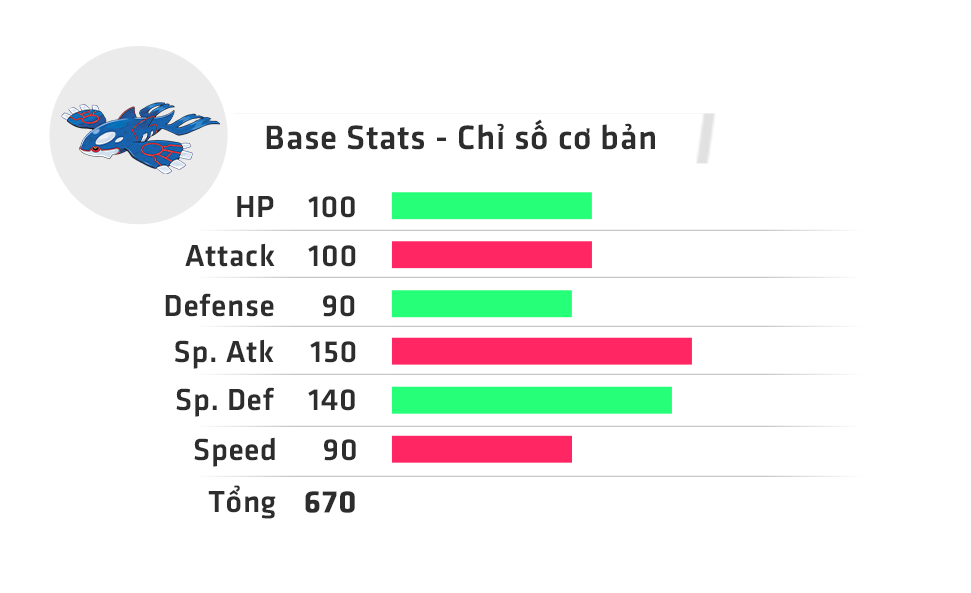 Base Stats - Chỉ số cơ bản
HP 100
Attack 100
Defense 90
Sp. Atk 150
Sp. Def 140
Speed 90
Tổng 670